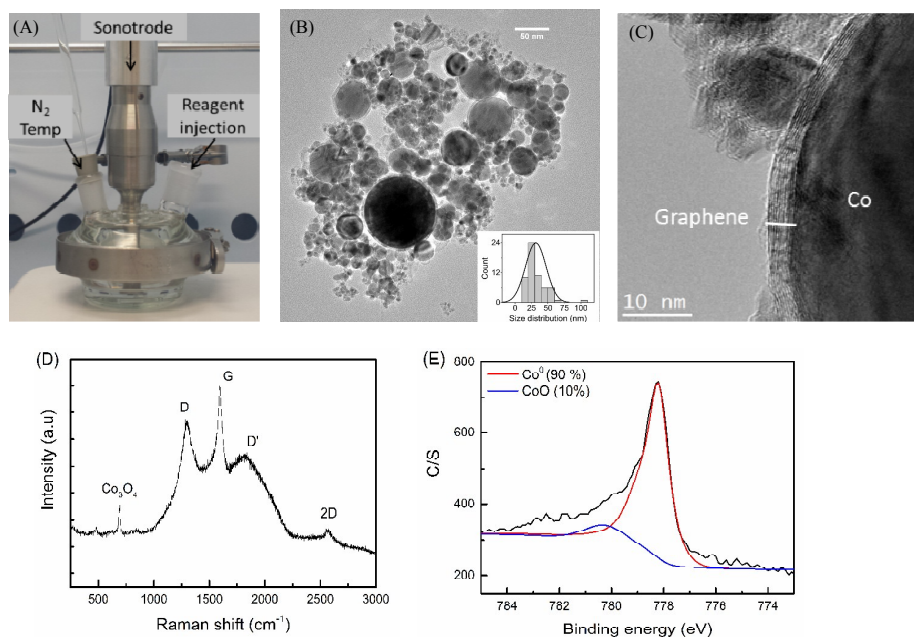 (A)
Sonotrode
N₂
Temp
Reagent
injection
(B)
50 nm
Count
24
12
0
0 25 50 75 100
Size distribution (nm)
(C)
Graphene
Co
10 nm
(D)
Intensity (a.u)
Co₃O₄
D
G
D'
2D
500 1000 1500 2000 2500 3000
Raman shift (cm⁻¹)
(E)
C/S
800
600
400
200
Co⁰ (90 %)
CoO (10%)
784 782 780 778 776 774
Binding energy (eV)